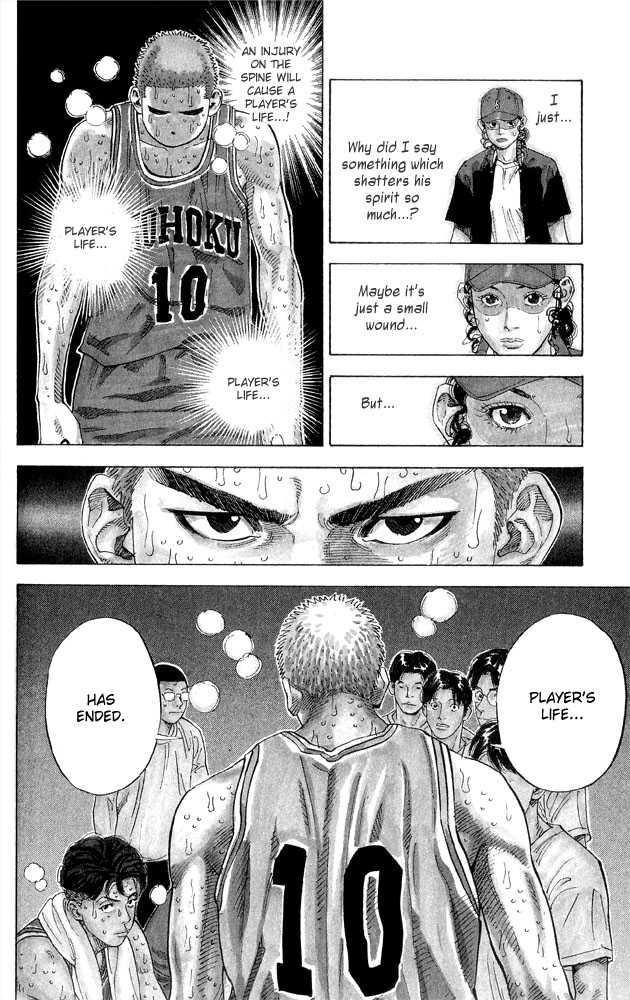 I
just...
Why did I say
something which
shatters his
spirit so
much...?
Maybe it's
just a small
wound...
But...
AN INJURY
ON THE
SPINE WILL
CAUSE A
PLAYER'S
LIFE...!
PLAYER'S
LIFE...
OHOKU
10
PLAYER'S
LIFE...
PLAYER'S
LIFE...
HAS
ENDED.
10